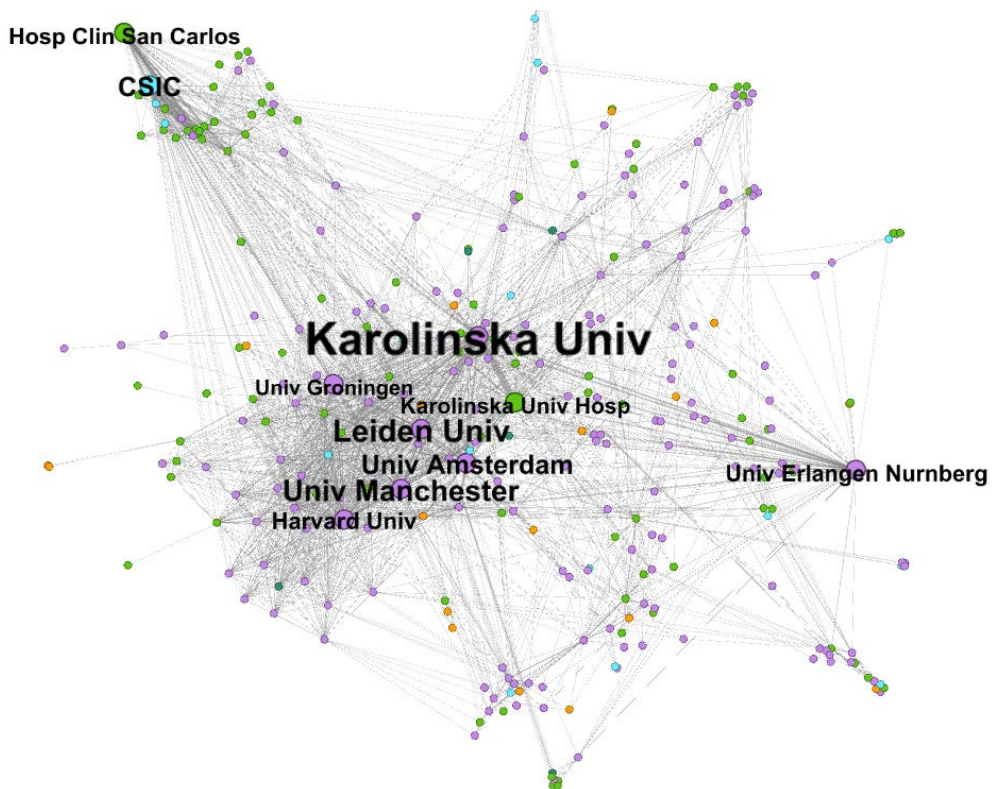 Hosp Clin San Carlos
CSIC
Karolinska Univ
Univ Groningen
Karolinska Univ Hosp
Leiden Univ
Univ Amsterdam
Univ Erlangen Nurnberg
Univ Manchester
Harvard Univ